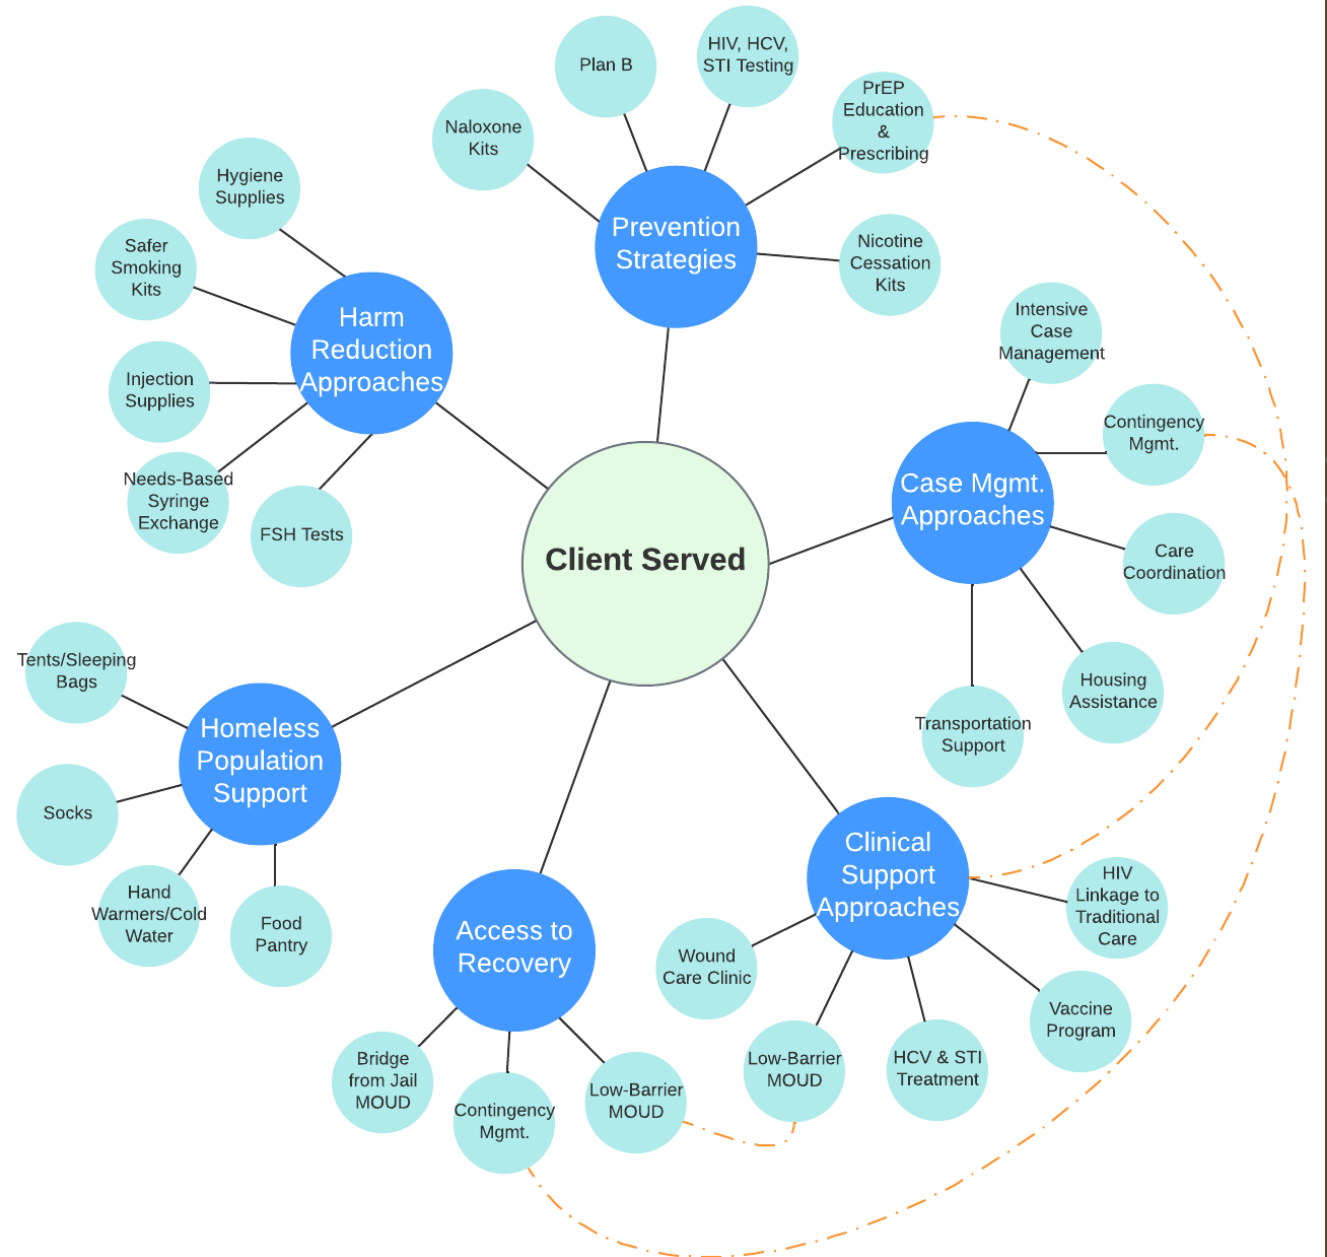 Plan B
HIV, HCV,
STI Testing
PrEP
Education
&
Prescribing
Naloxone
Kits
Nicotine
Cessation
Kits
Prevention
Strategies
Hygiene
Supplies
Safer
Smoking
Kits
Injection
Supplies
Needs-Based
Syringe
Exchange
FSH Tests
Harm
Reduction
Approaches
Intensive
Case
Management
Contingency
Mgmt.
Care
Coordination
Housing
Assistance
Transportation
Support
Case Mgmt.
Approaches
Client Served
Tents/Sleeping
Bags
Socks
Hand
Warmers/Cold
Water
Food
Pantry
Homeless
Population
Support
Access to
Recovery
Bridge
from Jail
MOUD
Contingency
Mgmt.
Low-Barrier
MOUD
Clinical
Support
Approaches
Wound
Care Clinic
Low-Barrier
MOUD
HCV & STI
Treatment
Vaccine
Program
HIV
Linkage to
Traditional
Care